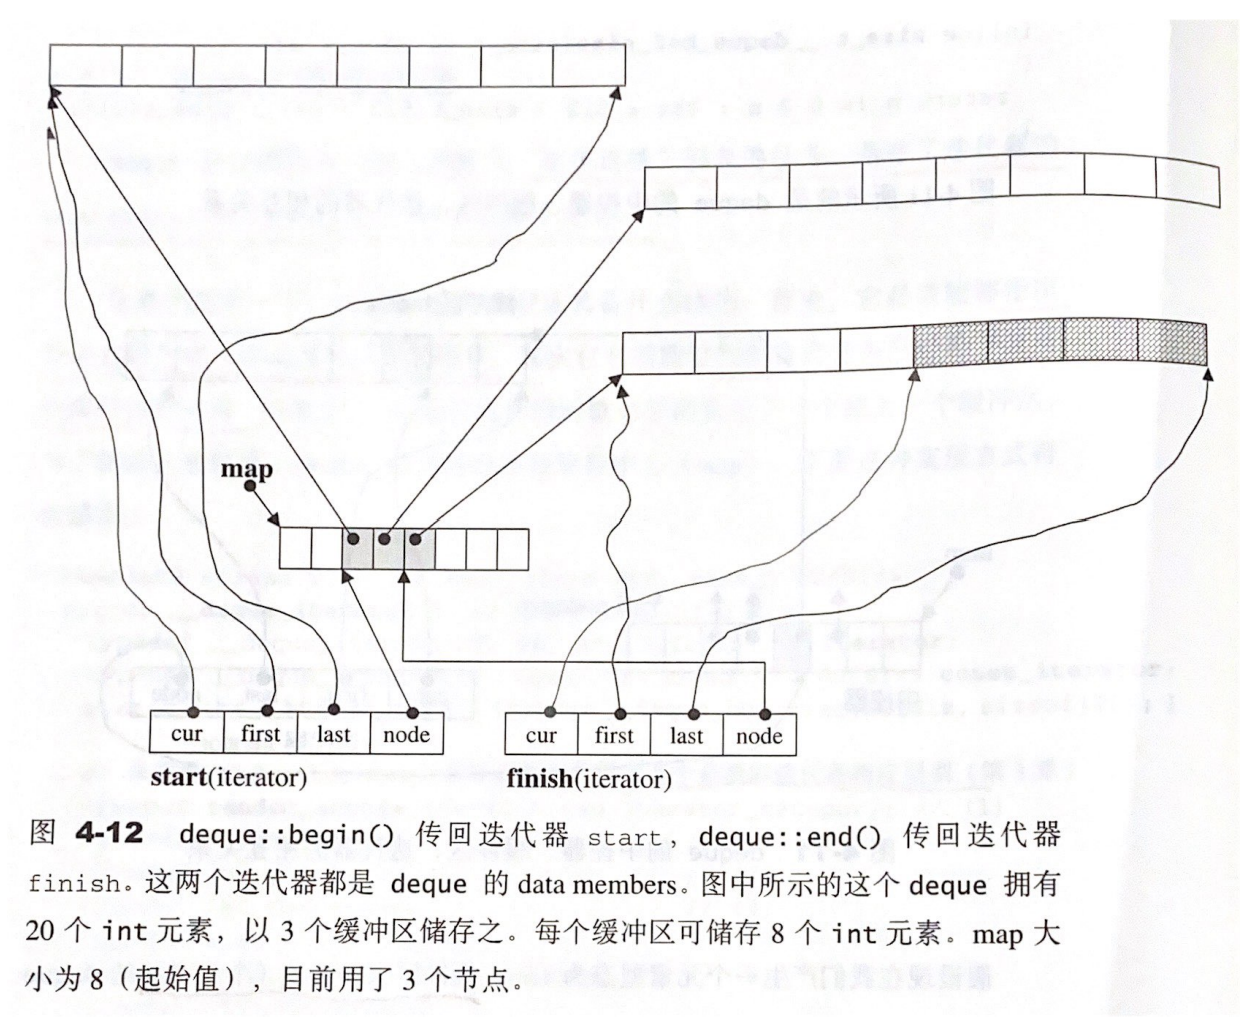 map
cur first last node
cur first last node
start(iterator)
finish(iterator)
图 4-12 deque::begin() 传回迭代器 start, deque::end() 传回迭代器
finish。这两个迭代器都是 deque 的 data members。图中所示的这个 deque 拥有
20 个 int 元素，以 3 个缓冲区储存之。每个缓冲区可储存 8 个 int 元素。map 大
小为 8（起始值）, 目前用了 3 个节点。